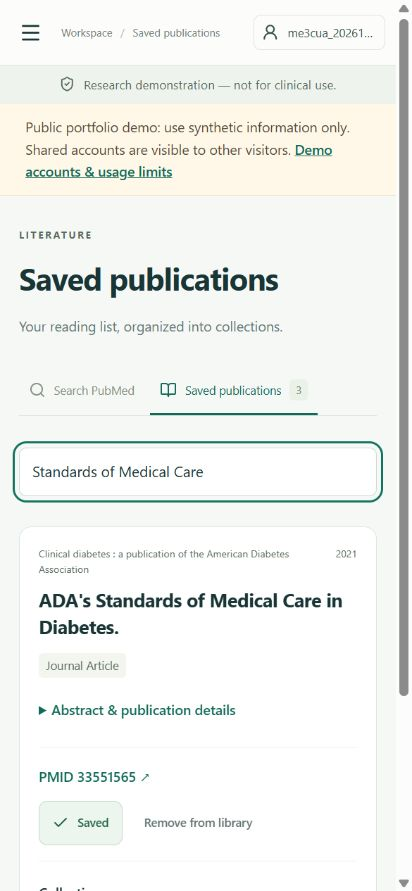 Workspace / Saved publications
me3cua_20261...
Research demonstration — not for clinical use.
Public portfolio demo: use synthetic information only.
Shared accounts are visible to other visitors. Demo
accounts & usage limits
LITERATURE
Saved publications
Your reading list, organized into collections.
Search PubMed
Saved publications 3
Standards of Medical Care
Clinical diabetes : a publication of the American Diabetes
Association
2021
ADA's Standards of Medical Care in
Diabetes.
Journal Article
▶ Abstract & publication details
PMID 33551565 ↗
Saved
Remove from library